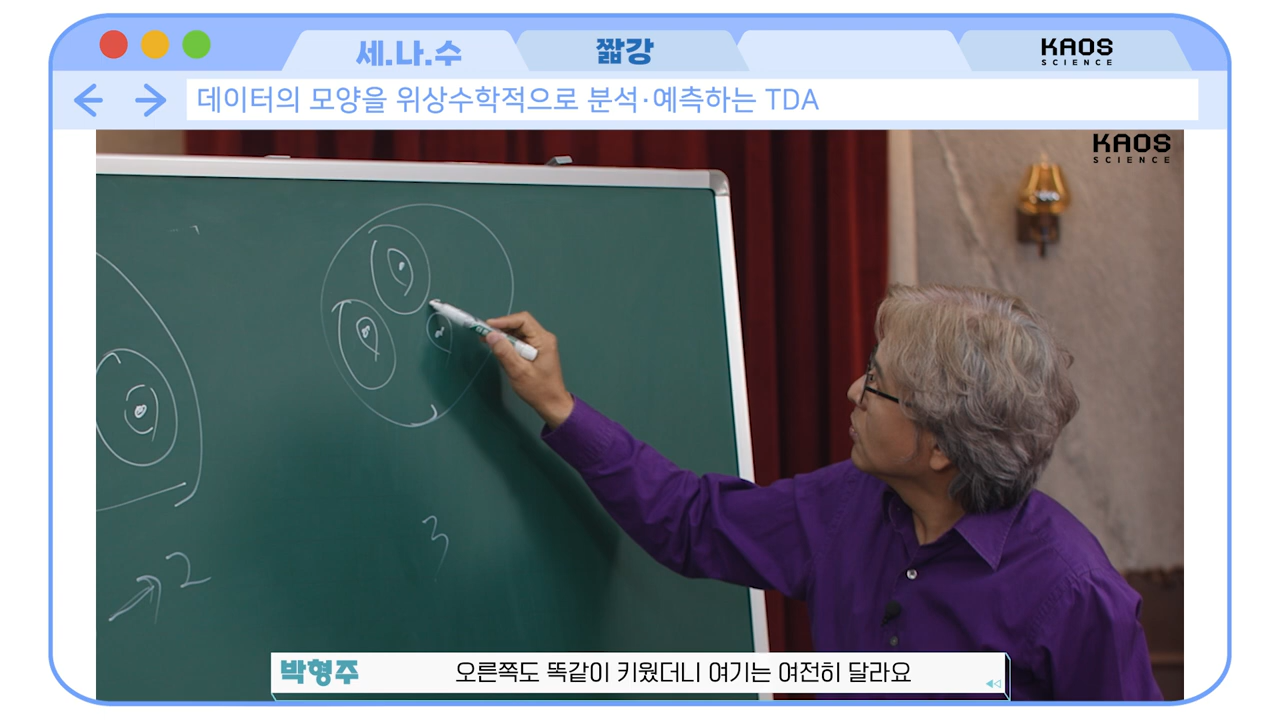 세.나.수
짧강
KAOS
SCIENCE
데이터의 모양을 위상수학적으로 분석·예측하는 TDA
KAOS
SCIENCE
3
2
박형주
오른쪽도 똑같이 키웠더니 여기는 여전히 달라요